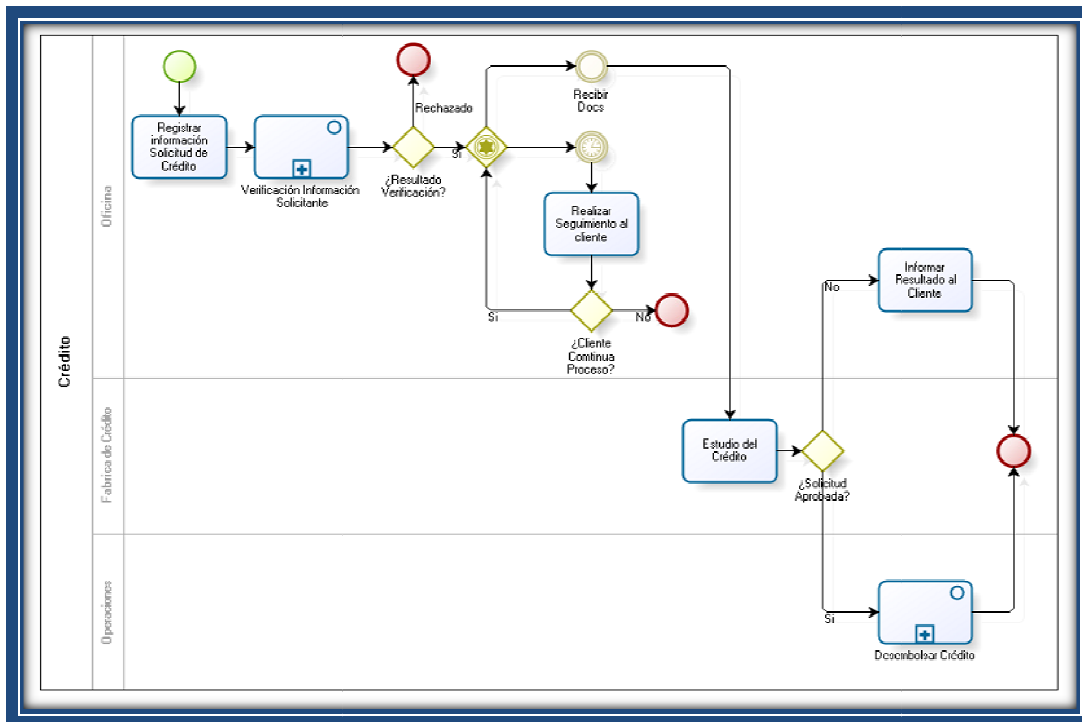 Crédito
Oficina
Registrar
información
Solicitud de
Crédito
Verificación Información
Solicitante
Rechazado
¿Resultado
Verificación?
Si
Recibir
Docs
Realizar
Seguimiento al
cliente
Si
No
¿Cliente
Continua
Proceso?
No
Informar
Resultado al
Cliente
Fabrica de Crédito
Estudio del
Crédito
¿Solicitud
Aprobada?
Operaciones
Si
Desembolsar Crédito